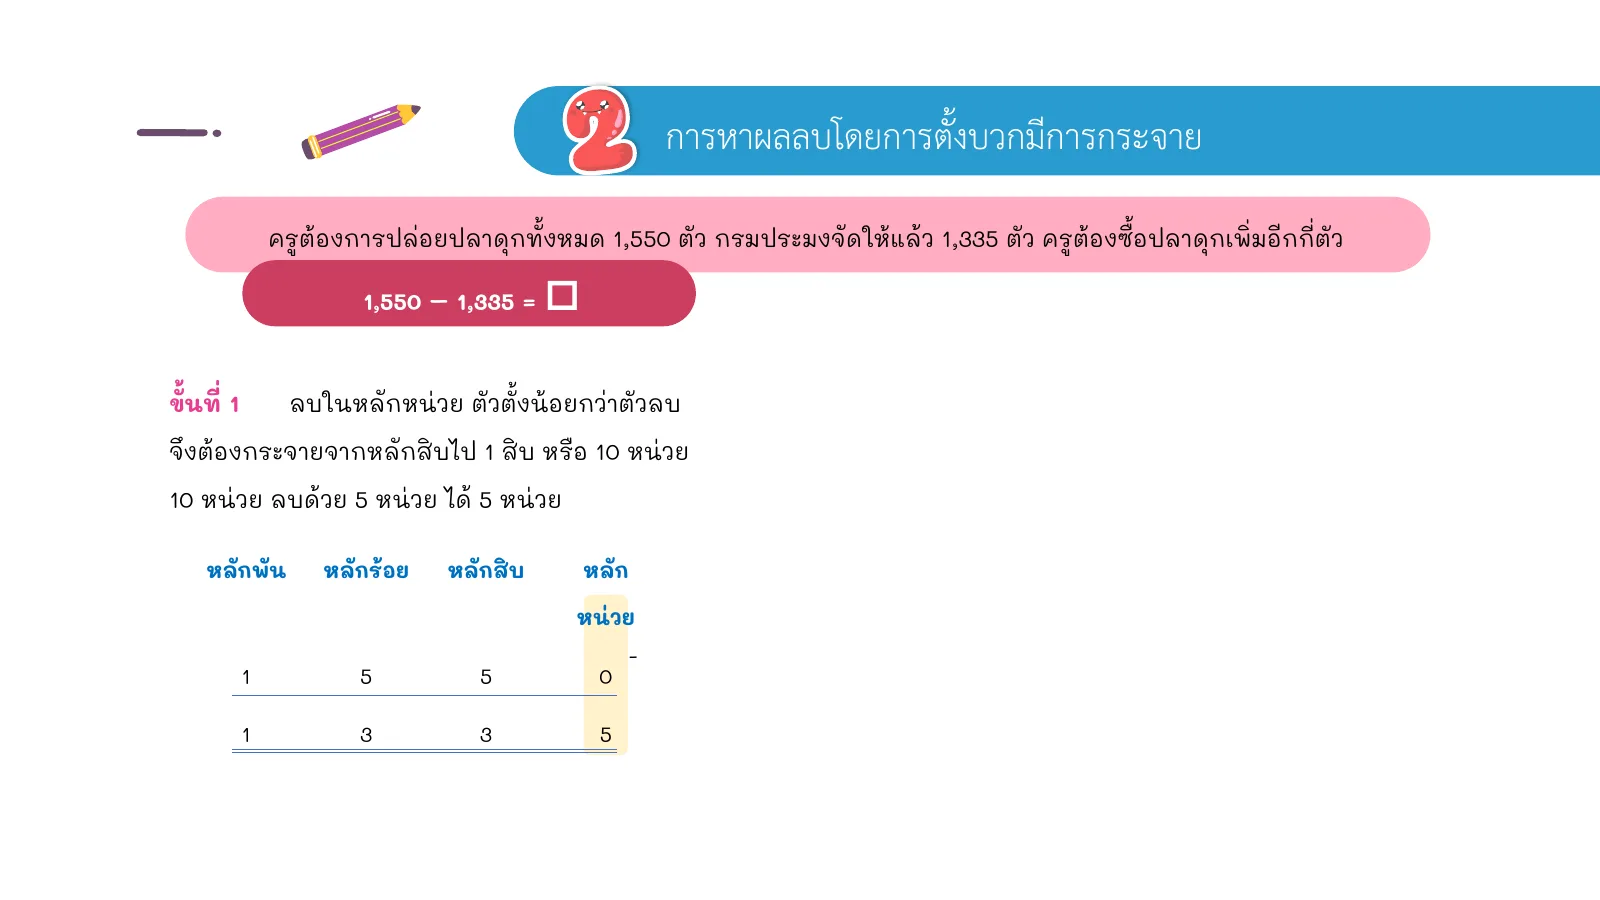 2 การหาผลลบโดยการตั้งบวกมีการกระจาย
ครูต้องการปล่อยปลาดุกทั้งหมด 1,550 ตัว กรมประมงจัดให้แล้ว 1,335 ตัว ครูต้องซื้อปลาดุกเพิ่มอีกกี่ตัว
1,550 – 1,335 = □
ขั้นที่ 1 ลบในหลักหน่วย ตัวตั้งน้อยกว่าตัวลบ
จึงต้องกระจายจากหลักสิบไป 1 สิบ หรือ 10 หน่วย
10 หน่วย ลบด้วย 5 หน่วย ได้ 5 หน่วย
หลักพัน หลักร้อย หลักสิบ หลัก
หน่วย
-
1 5 5 0
1 3 3 5